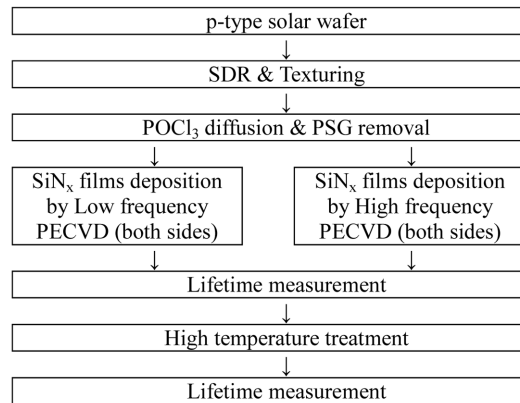 p-type solar wafer
SDR & Texturing
POCl₃ diffusion & PSG removal
SiNₓ films deposition
by Low frequency
PECVD (both sides)
SiNₓ films deposition
by High frequency
PECVD (both sides)
Lifetime measurement
High temperature treatment
Lifetime measurement